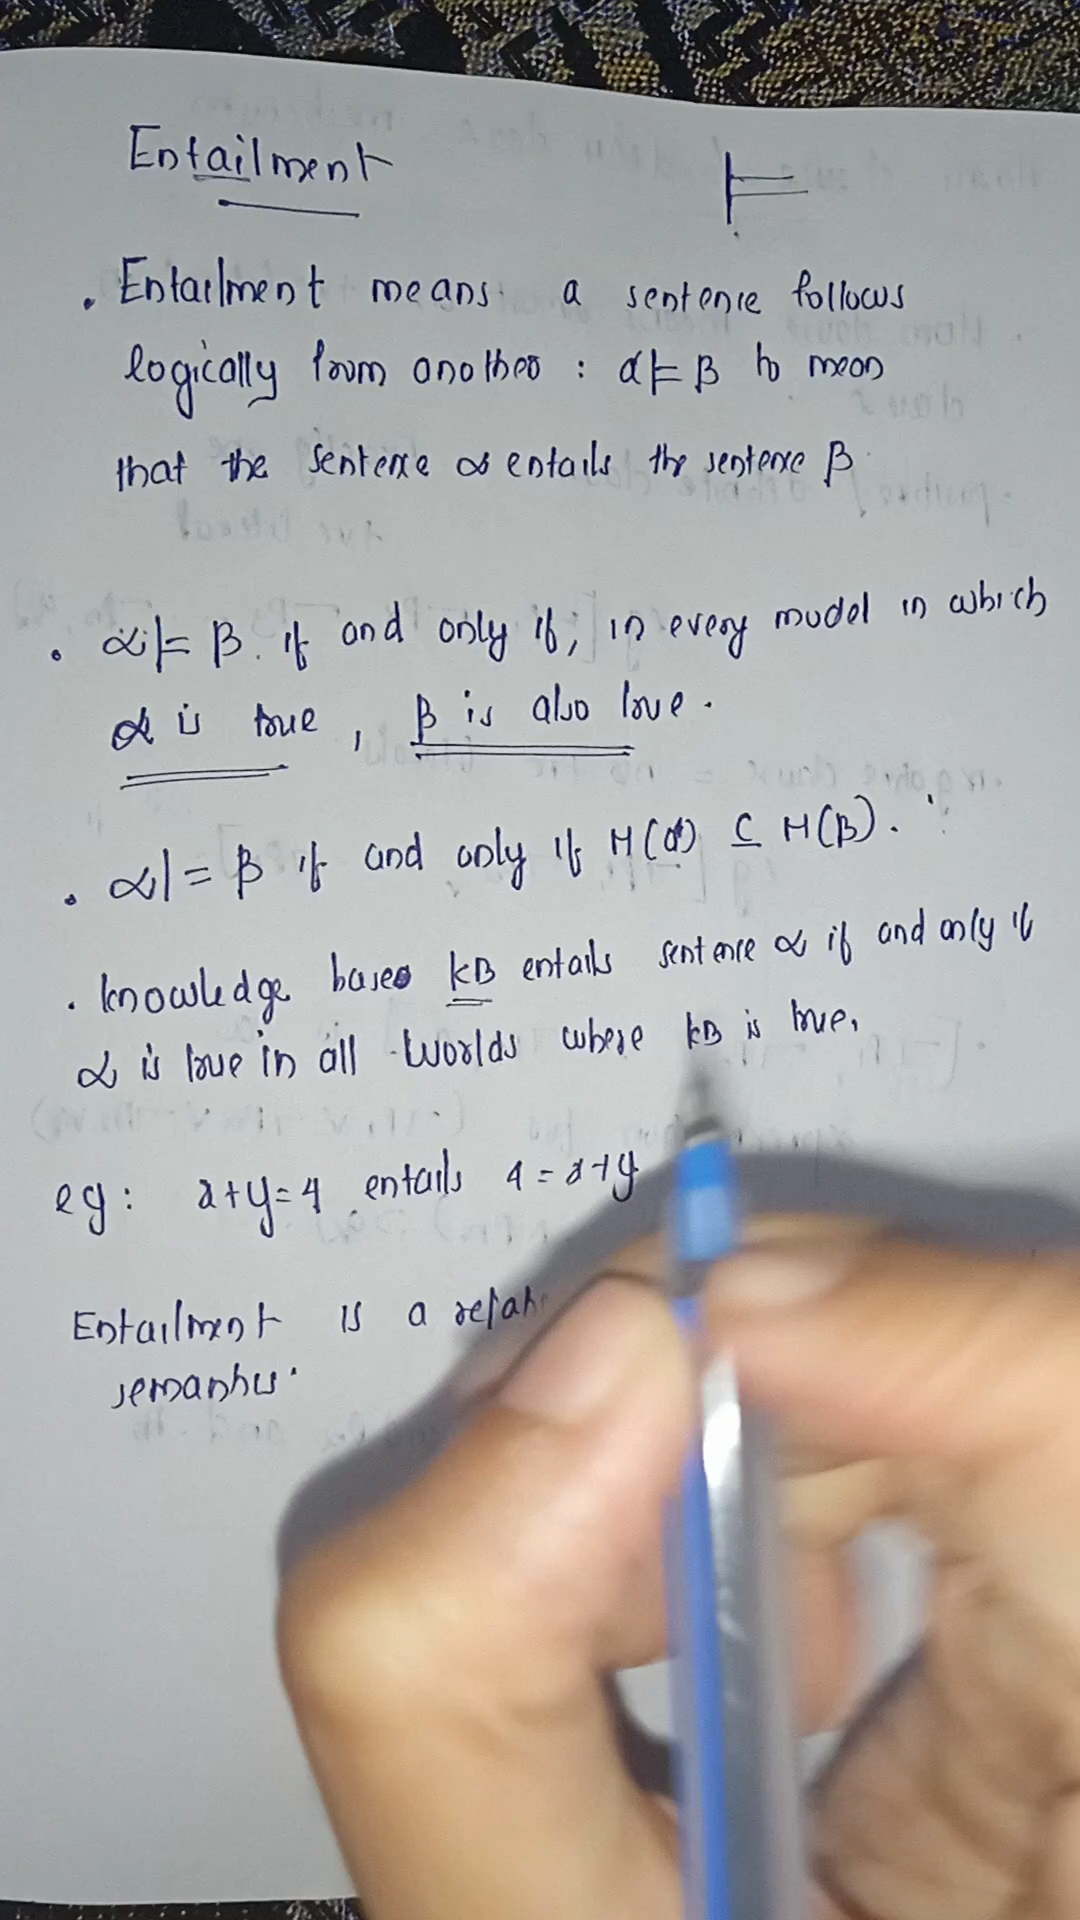 Entailment ⊨
. Entailment means a sentence follows
logically from another : α ⊨ β to mean
that the sentence α entails the sentence β
. α ⊨ β if and only if, in every model in which
α is true, β is also true.
. α |= β if and only if M(α) ⊆ M(β).
. knowledge bases KB entails sentence α if and only if
α is true in all worlds where KB is true,
eg: x+y=4 entails 4=x+y
Entailment is a
semantics.